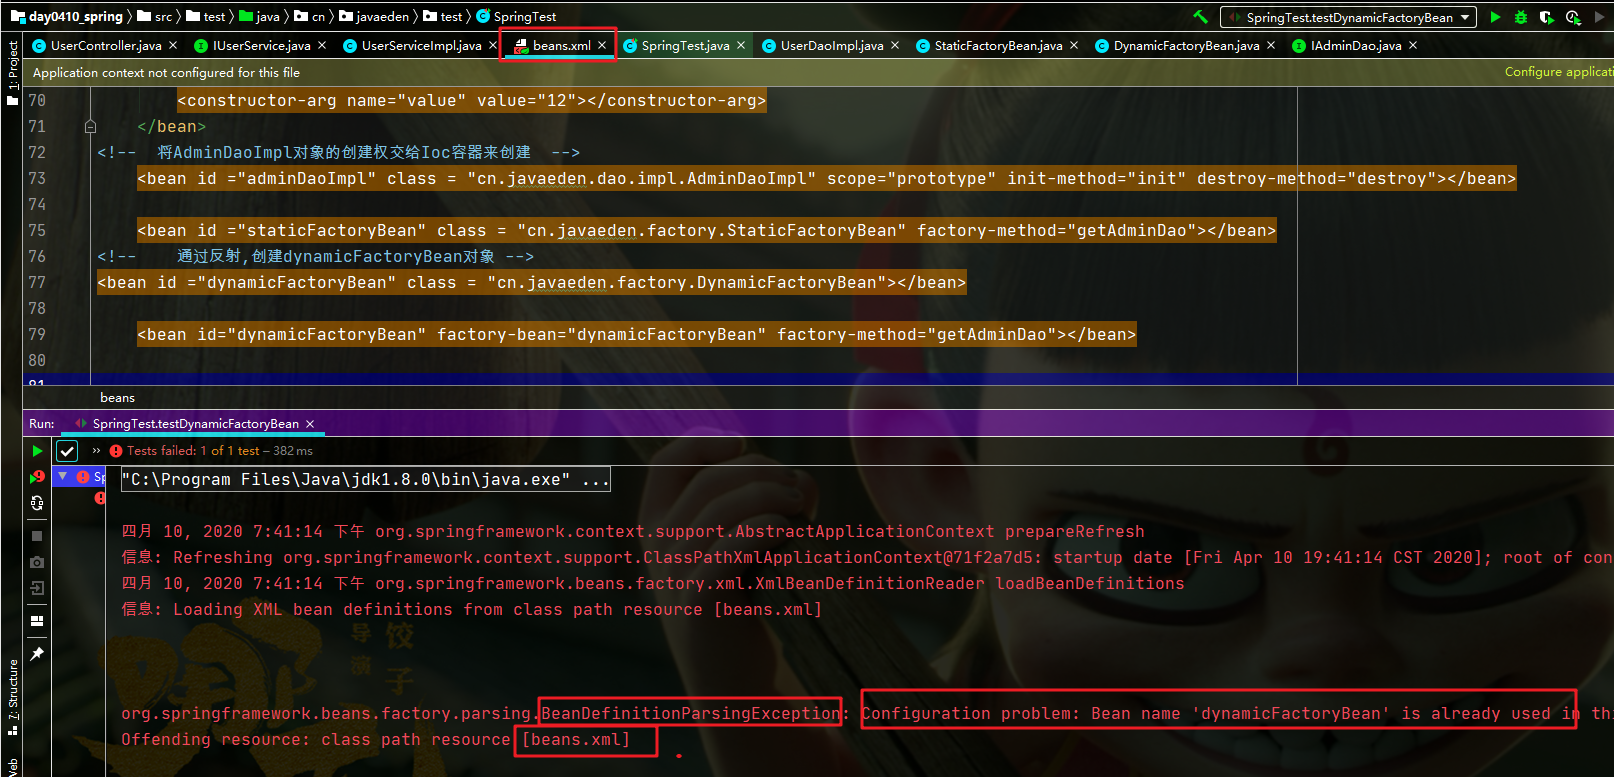 day0410_spring src test java cn javaeden test SpringTest SpringTest.testDynamicFactoryBean
UserController.java IUserService.java UserServiceImpl.java beans.xml SpringTest.java UserDaoImpl.java StaticFactoryBean.java DynamicFactoryBean.java IAdminDao.java
1: Project
Application context not configured for this file Configure applicati
70 <constructor-arg name="value" value="12"></constructor-arg>
71 </bean>
72 <!-- 将AdminDaoImpl对象的创建权交给Ioc容器来创建 -->
73 <bean id ="adminDaoImpl" class = "cn.javaeden.dao.impl.AdminDaoImpl" scope="prototype" init-method="init" destroy-method="destroy"></bean>
74
75 <bean id ="staticFactoryBean" class = "cn.javaeden.factory.StaticFactoryBean" factory-method="getAdminDao"></bean>
76 <!-- 通过反射,创建dynamicFactoryBean对象 -->
77 <bean id ="dynamicFactoryBean" class = "cn.javaeden.factory.DynamicFactoryBean"></bean>
78
79 <bean id="dynamicFactoryBean" factory-bean="dynamicFactoryBean" factory-method="getAdminDao"></bean>
80
81
beans
Run: SpringTest.testDynamicFactoryBean
» Tests failed: 1 of 1 test – 382 ms
Sp
"C:\Program Files\Java\jdk1.8.0\bin\java.exe" ...
四月 10, 2020 7:41:14 下午 org.springframework.context.support.AbstractApplicationContext prepareRefresh
信息: Refreshing org.springframework.context.support.ClassPathXmlApplicationContext@71f2a7d5: startup date [Fri Apr 10 19:41:14 CST 2020]; root of con
四月 10, 2020 7:41:14 下午 org.springframework.beans.factory.xml.XmlBeanDefinitionReader loadBeanDefinitions
信息: Loading XML bean definitions from class path resource [beans.xml]
导演
饺子
7: Structure
org.springframework.beans.factory.parsing.BeanDefinitionParsingException: Configuration problem: Bean name 'dynamicFactoryBean' is already used in thi
Offending resource: class path resource [beans.xml]